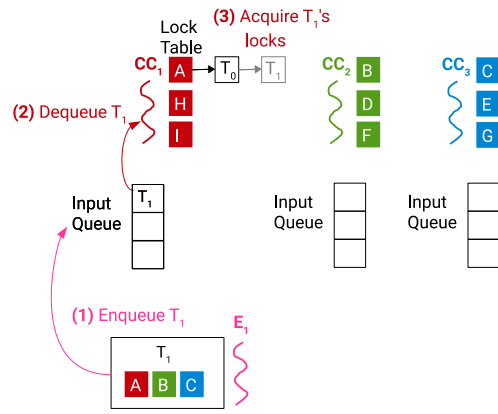 (3) Acquire T1's
locks
Lock
Table
CC1 A T0 T1
H
I
CC2 B
D
F
CC3 C
E
G
(2) Dequeue T1
Input
Queue
T1
Input
Queue
Input
Queue
(1) Enqueue T1
E1
T1
A B C